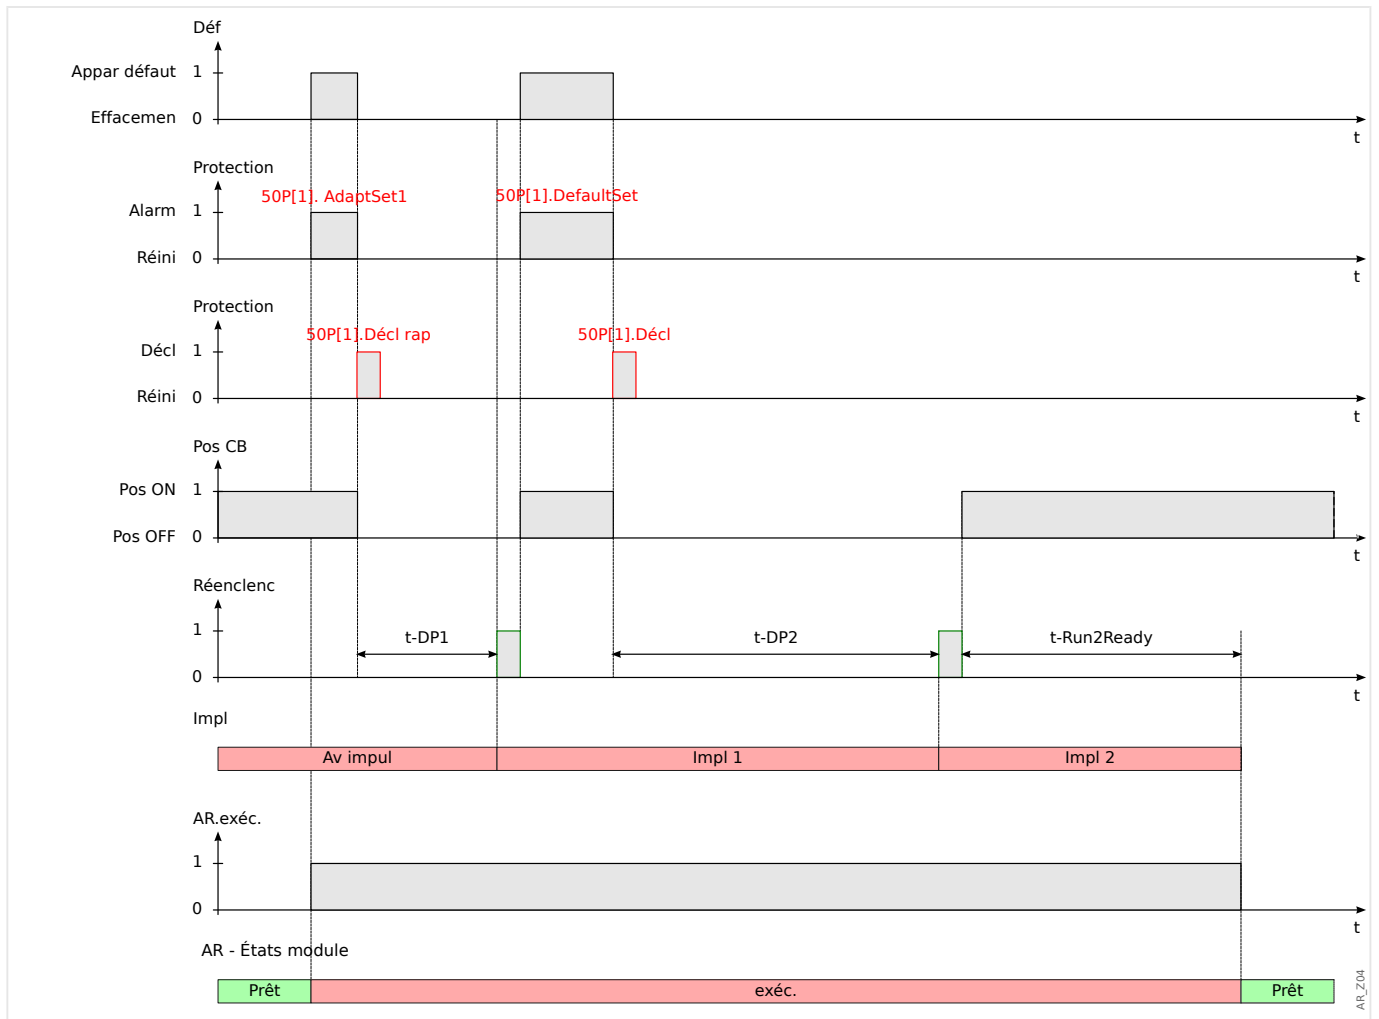 Déf
Appar défaut 1
Effacemen 0
t
Protection
50P[1]. AdaptSet1 50P[1].DefaultSet
Alarm 1
Réini 0
t
Protection
50P[1].Décl rap 50P[1].Décl
Décl 1
Réini 0
t
Pos CB
Pos ON 1
Pos OFF 0
t
Réenclenc
1 t-DP1 t-DP2 t-Run2Ready
0
t
Impl
Av impul Impl 1 Impl 2
AR.exéc.
1
0
t
AR - États module
Prêt exéc. Prêt
AR_Z04